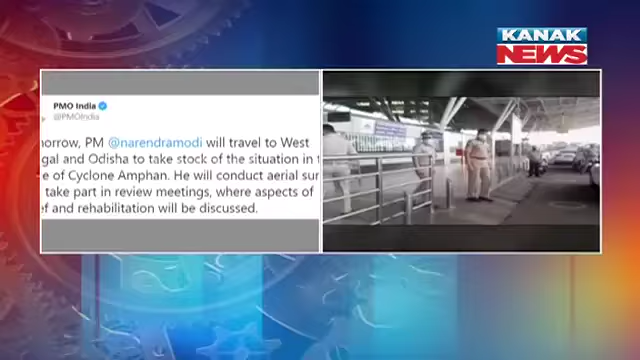 KANAK
NEWS
PMO India
@PMOIndia
orrow, PM @narendramodi will travel to West
gal and Odisha to take stock of the situation in t
e of Cyclone Amphan. He will conduct aerial sur
take part in review meetings, where aspects of
ef and rehabilitation will be discussed.